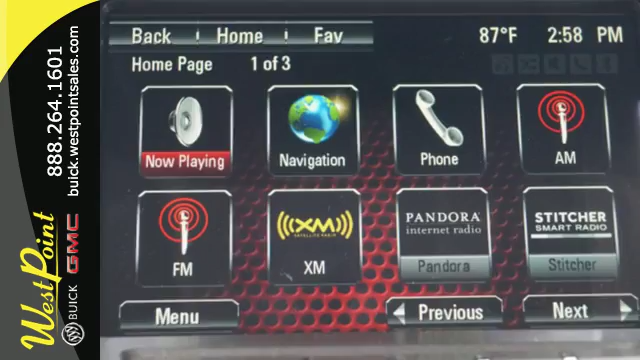 Back Home Fav 87°F 2:58 PM
Home Page 1 of 3
Now Playing Navigation Phone AM
((XM))
SATELLITE RADIO
PANDORA
internet radio
STITCHER
SMART RADIO
FM XM Pandora Stitcher
Menu Previous Next
888.264.1601
buick.westpointsales.com
WestPoint
BUICK GMC